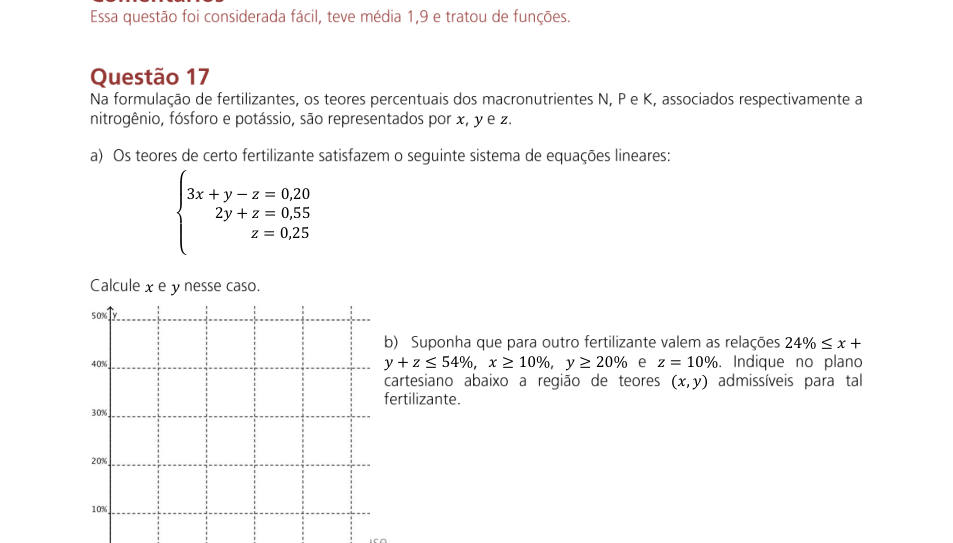 Essa questão foi considerada fácil, teve média 1,9 e tratou de funções.
Questão 17
Na formulação de fertilizantes, os teores percentuais dos macronutrientes N, P e K, associados respectivamente a
nitrogênio, fósforo e potássio, são representados por x, y e z.
a) Os teores de certo fertilizante satisfazem o seguinte sistema de equações lineares:
3x + y − z = 0,20
2y + z = 0,55
z = 0,25
Calcule x e y nesse caso.
50% y
40%
30%
20%
10%
b) Suponha que para outro fertilizante valem as relações 24% ≤ x +
y + z ≤ 54%, x ≥ 10%, y ≥ 20% e z = 10%. Indique no plano
cartesiano abaixo a região de teores (x, y) admissíveis para tal
fertilizante.